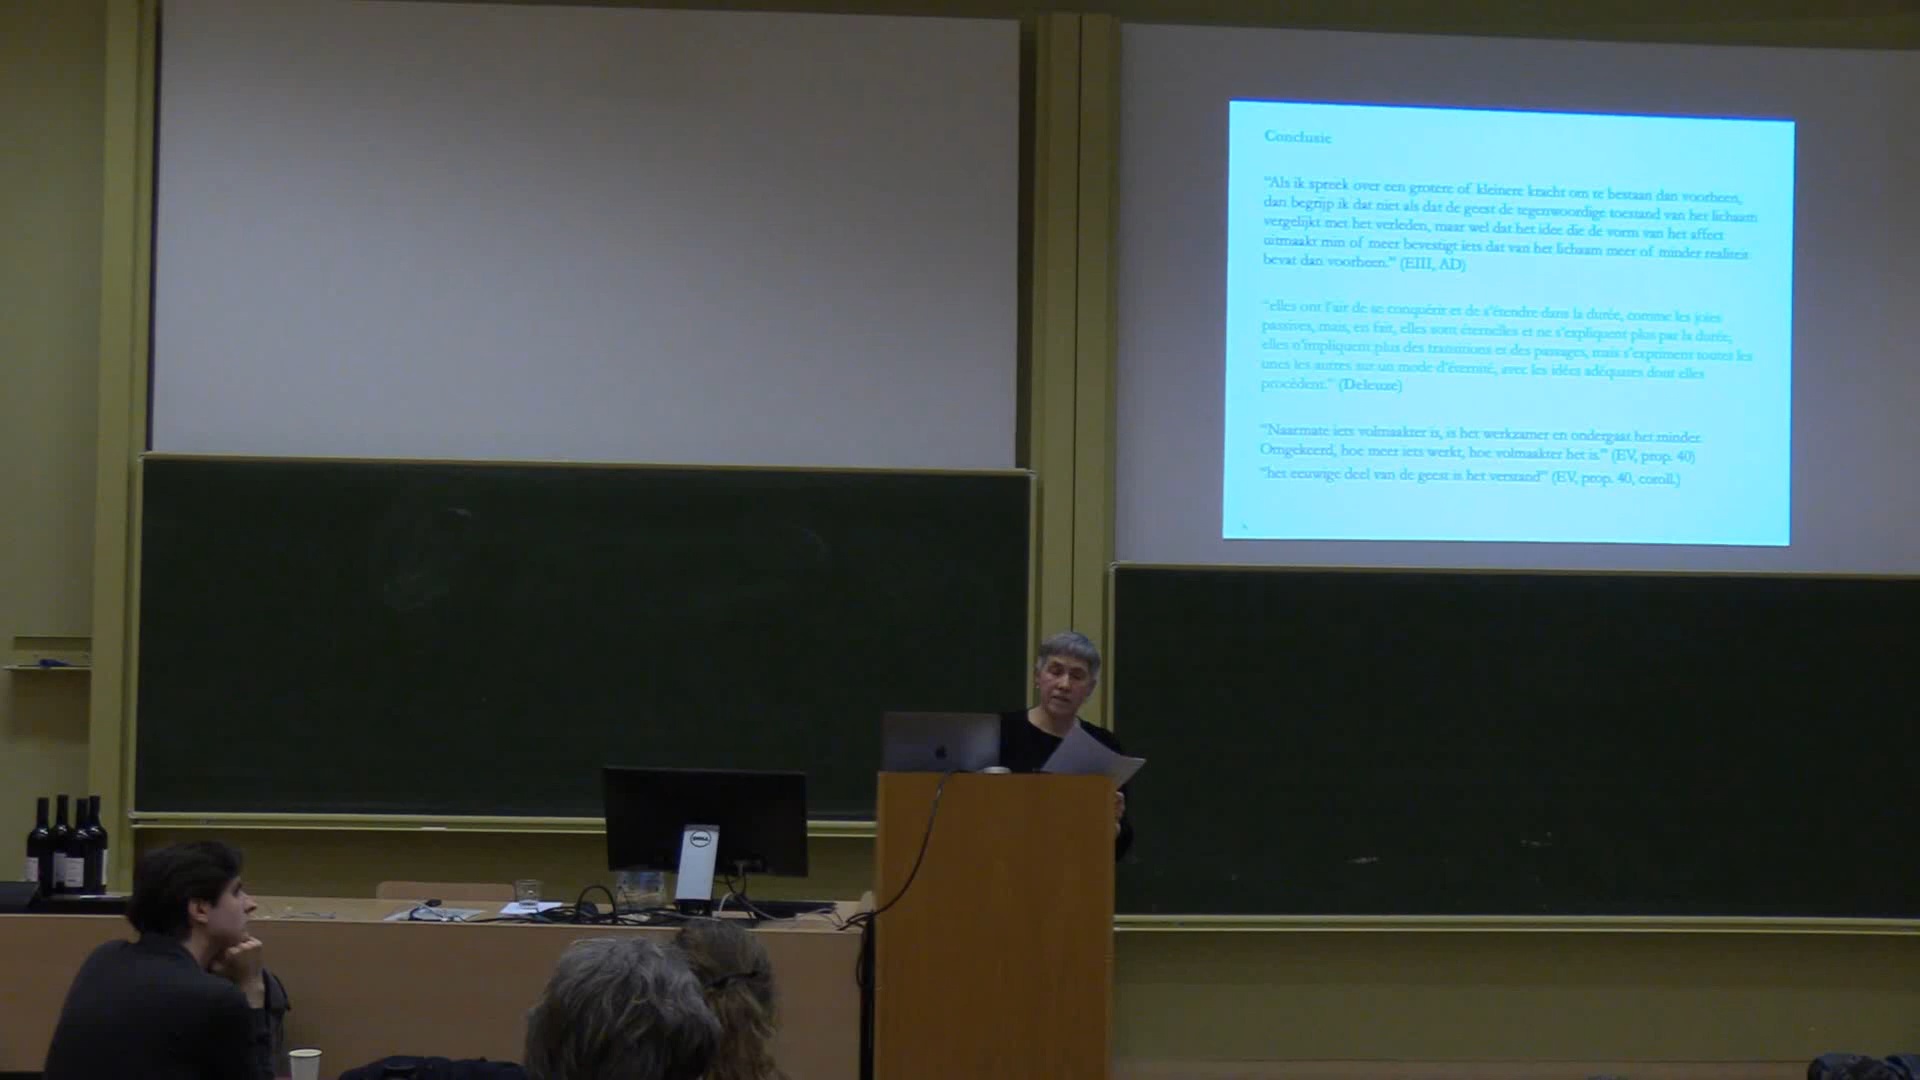 Conclusie
“Als ik spreek over een grotere of kleinere kracht om te bestaan dan voorheen,
dan begrijp ik dat niet als dat de geest de tegenwoordige toestand van het lichaam
vergelijkt met het verleden, maar wel dat het idee die de vorm van het affect
uitmaakt min of meer bevestigt iets dat van het lichaam meer of minder realiteit
bevat dan voorheen.” (EIII, AD)
“elles ont l’air de se conquérir et de s’étendre dans la durée, comme les joies
passives, mais, en fait, elles sont éternelles et ne s’expliquent plus par la durée,
elles n’impliquent plus des transitions et des passages, mais s’expriment toutes les
unes les autres sur un mode d’éternité, avec les idées adéquates dont elles
procèdent.” (Deleuze)
“Naarmate iets volmaakter is, is het werkzamer en ondergaat het minder.
Omgekeerd, hoe meer iets werkt, hoe volmaakter het is.” (EV, prop. 40)
“het eeuwige deel van de geest is het verstand” (EV, prop. 40, coroll.)
DELL